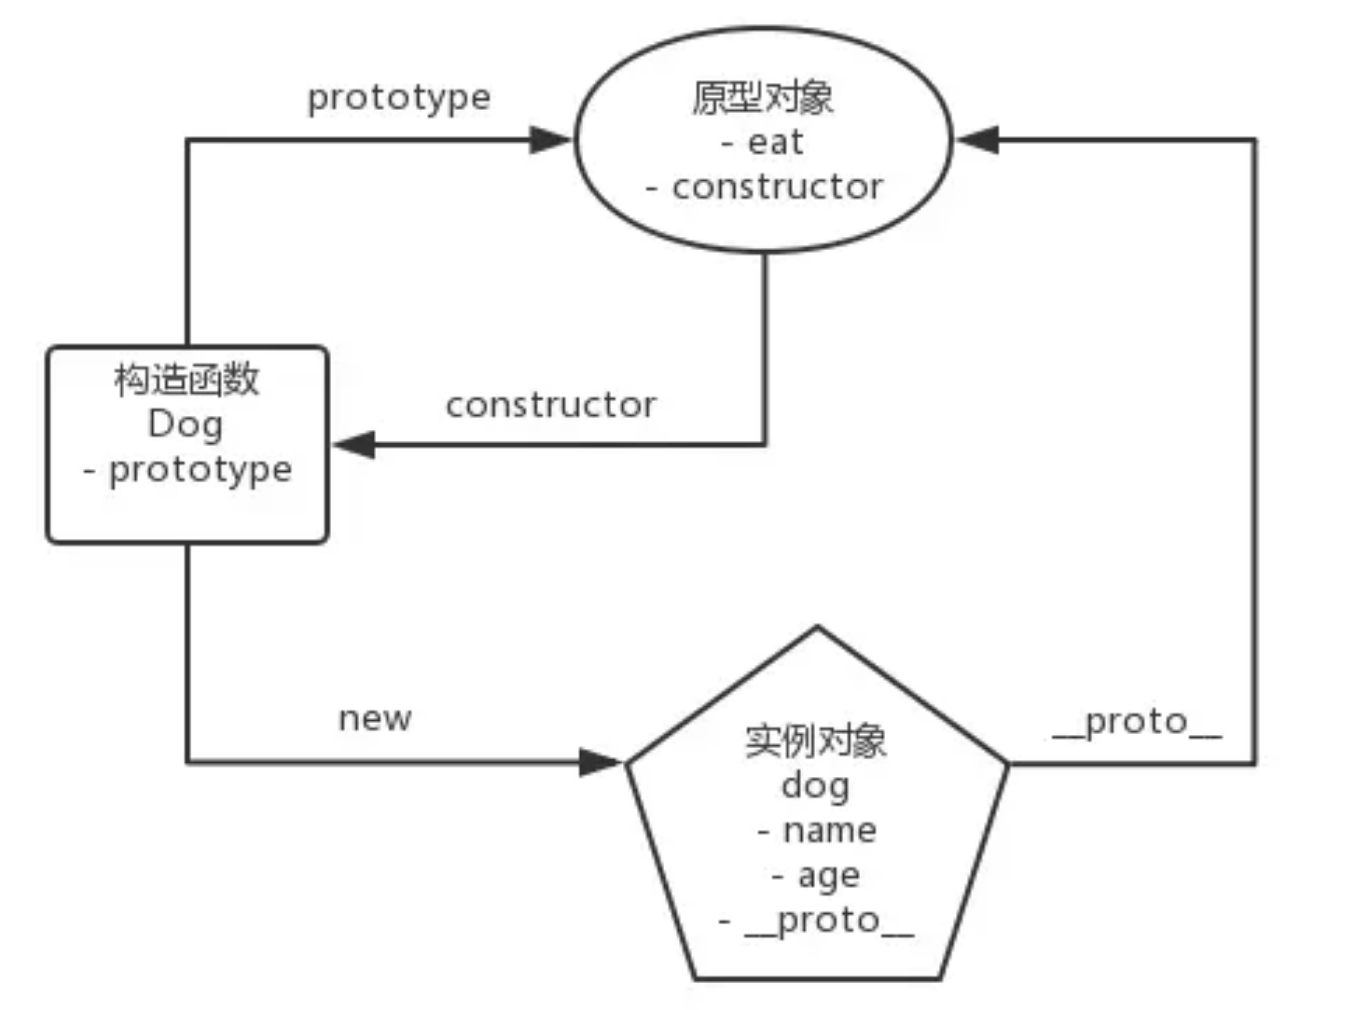 prototype
原型对象
- eat
- constructor
构造函数
Dog
- prototype
constructor
new
实例对象
dog
- name
- age
- __proto__
__proto__